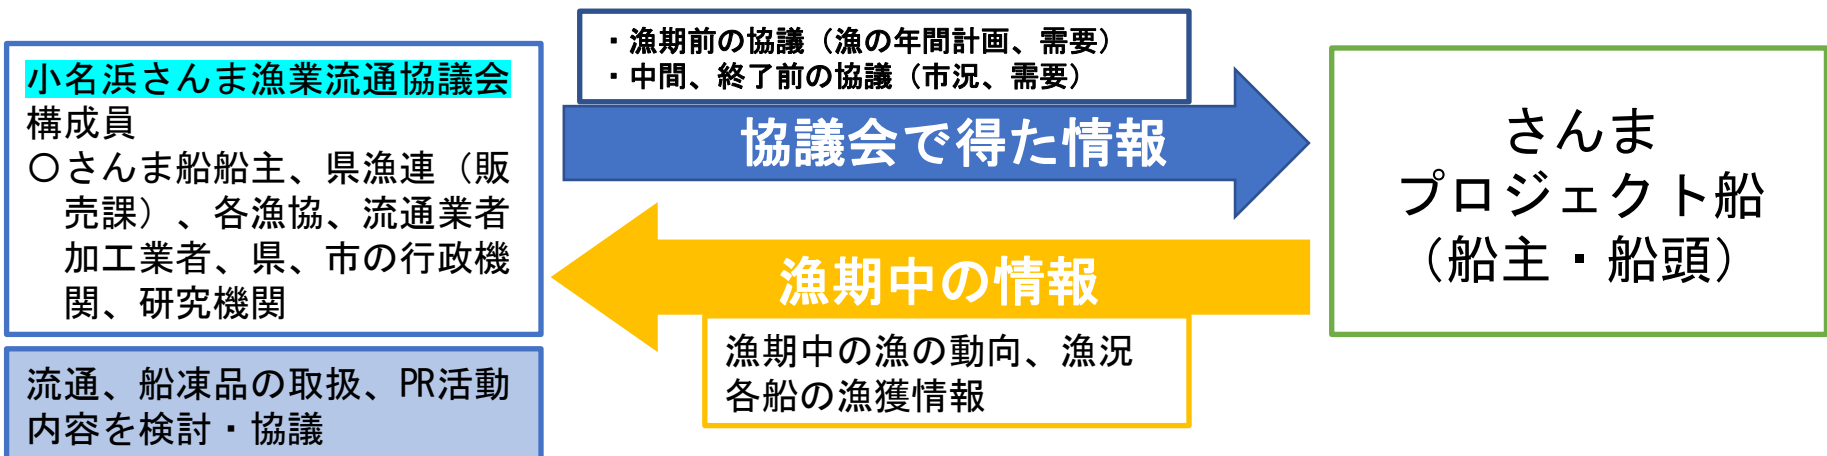 小名浜さんま漁業流通協議会
構成員
〇さんま船船主、県漁連（販
売課）、各漁協、流通業者
加工業者、県、市の行政機
関、研究機関
流通、船凍品の取扱、PR活動
内容を検討・協議
・漁期前の協議（漁の年間計画、需要）
・中間、終了前の協議（市況、需要）
協議会で得た情報
漁期中の情報
漁期中の漁の動向、漁況
各船の漁獲情報
さんま
プロジェクト船
（船主・船頭）